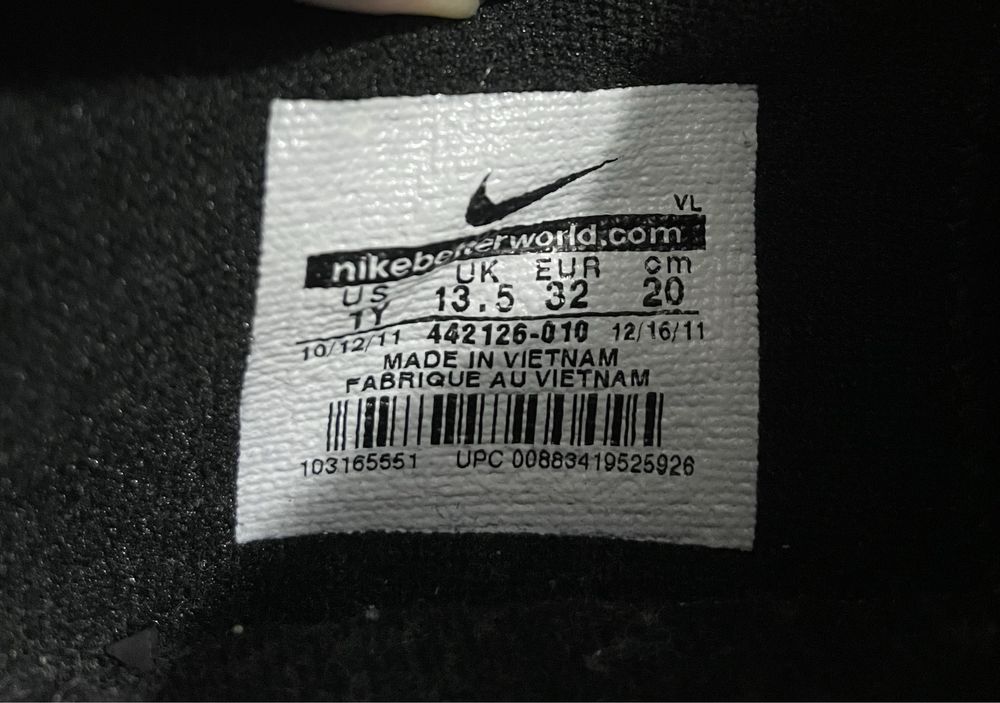 VL
nikebetterworld.com
US UK EUR cm
1Y 13.5 32 20
10/12/11 442126-010 12/16/11
MADE IN VIETNAM
FABRIQUE AU VIETNAM
103165551 UPC 00883419525926